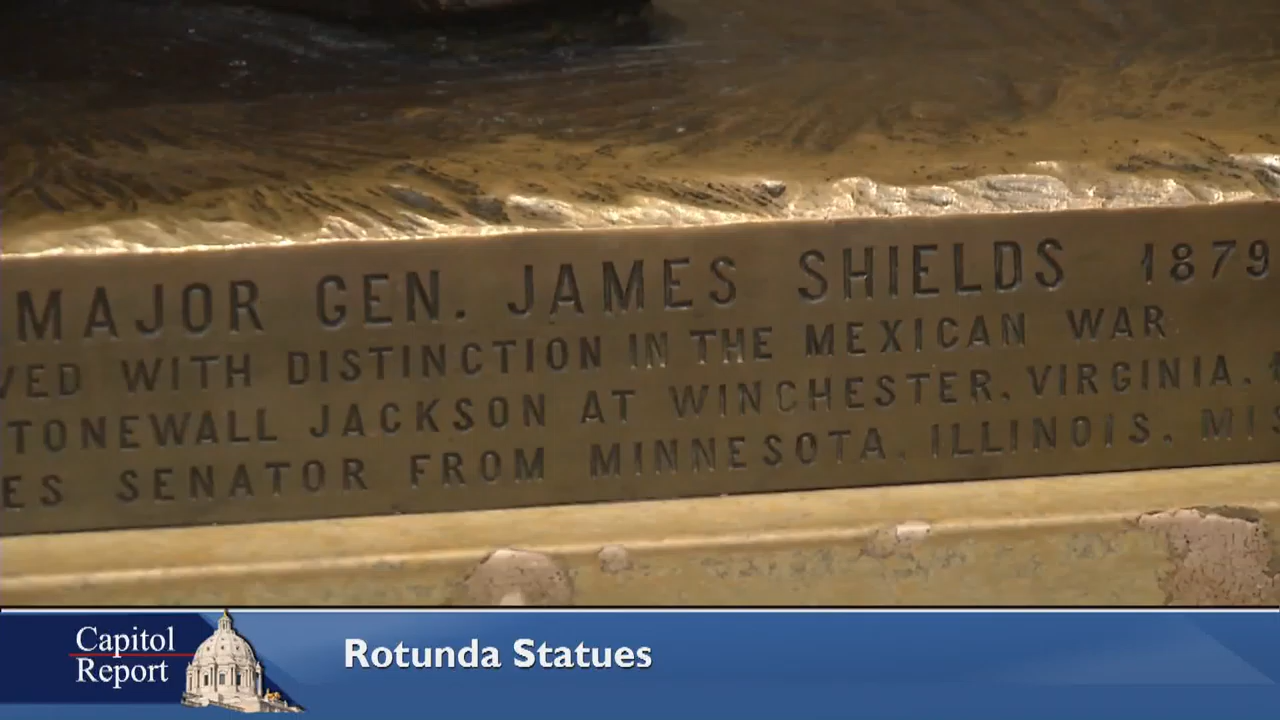 MAJOR GEN. JAMES SHIELDS 1879
VED WITH DISTINCTION IN THE MEXICAN WAR
TONEWALL JACKSON AT WINCHESTER, VIRGINIA,
ES SENATOR FROM MINNESOTA, ILLINOIS, MIS
Capitol
Report
Rotunda Statues